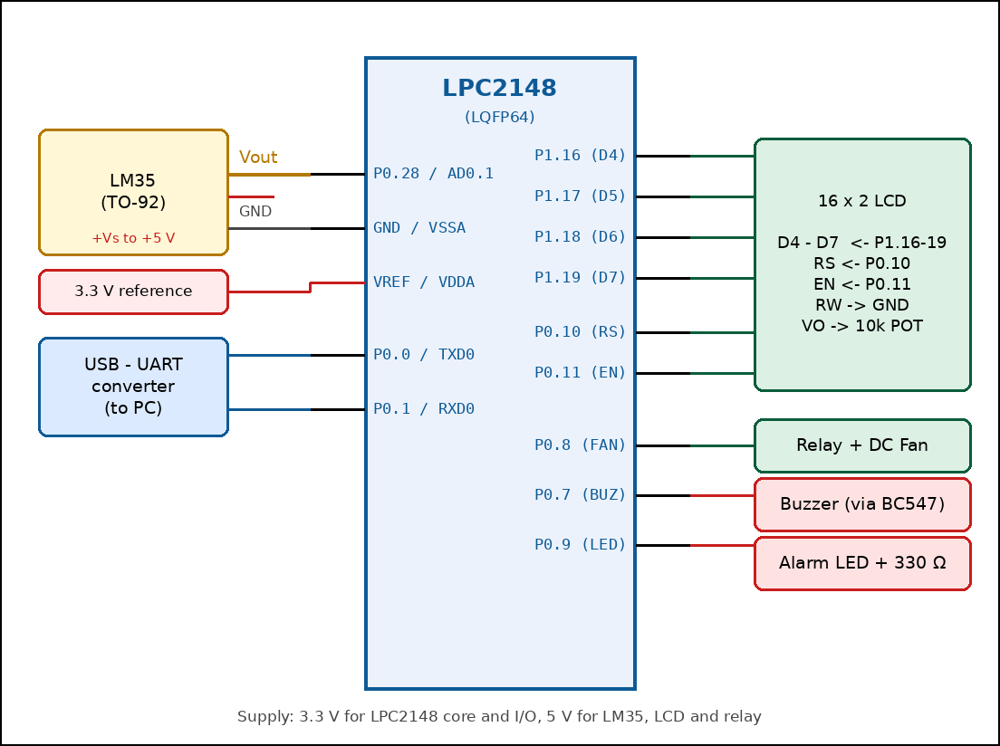 LPC2148
(LQFP64)
LM35
(TO-92)
+Vs to +5 V
Vout
GND
3.3 V reference
USB - UART
converter
(to PC)
P0.28 / AD0.1
GND / VSSA
VREF / VDDA
P0.0 / TXD0
P0.1 / RXD0
P1.16 (D4)
P1.17 (D5)
P1.18 (D6)
P1.19 (D7)
P0.10 (RS)
P0.11 (EN)
P0.8 (FAN)
P0.7 (BUZ)
P0.9 (LED)
16 x 2 LCD
D4 - D7  <- P1.16-19
RS <- P0.10
EN <- P0.11
RW -> GND
VO -> 10k POT
Relay + DC Fan
Buzzer (via BC547)
Alarm LED + 330 Ω
Supply: 3.3 V for LPC2148 core and I/O, 5 V for LM35, LCD and relay